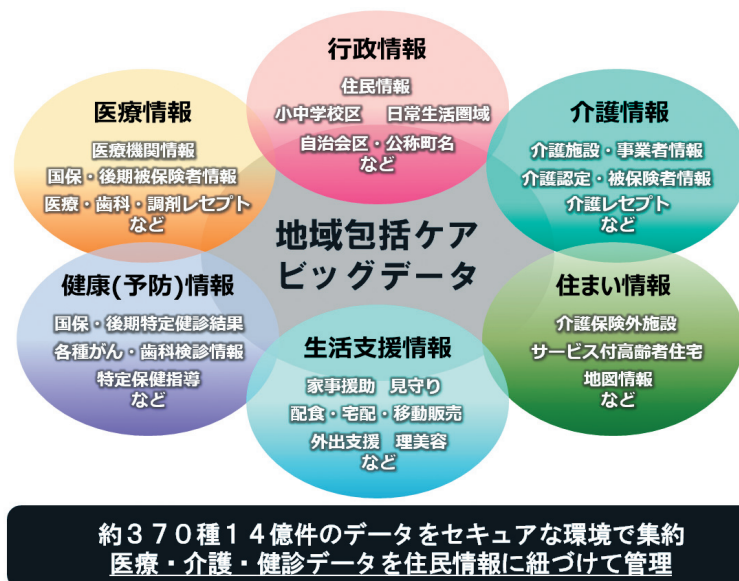 行政情報
住民情報
小中学校区 日常生活圏域
自治会区・公称町名
など
医療情報
医療機関情報
国保・後期被保険者情報
医療・歯科・調剤レセプト
など
介護情報
介護施設・事業者情報
介護認定・被保険者情報
介護レセプト
など
地域包括ケア
ビッグデータ
健康(予防)情報
国保・後期特定健診結果
各種がん・歯科検診情報
特定保健指導
など
生活支援情報
家事援助 見守り
配食・宅配・移動販売
外出支援 理美容
など
住まい情報
介護保険外施設
サービス付高齢者住宅
地図情報
など
約３７０種１４億件のデータをセキュアな環境で集約
医療・介護・健診データを住民情報に紐づけて管理